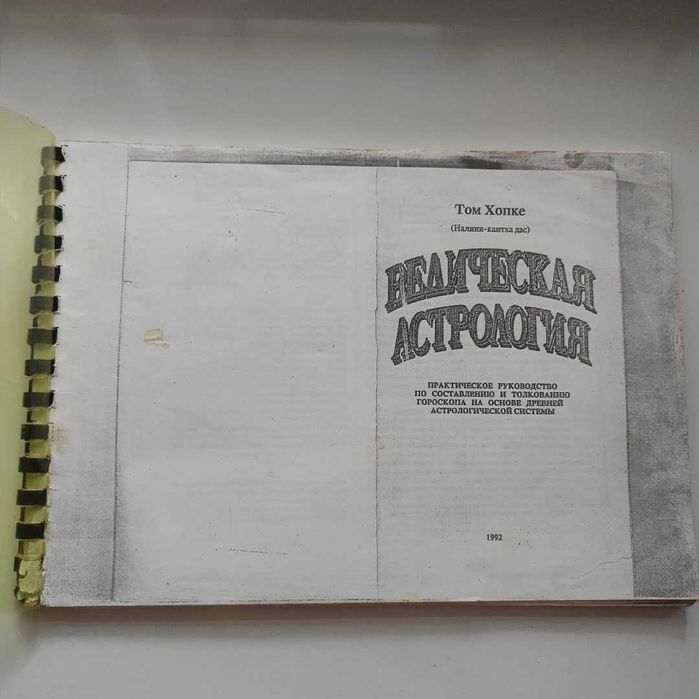 Том Хопке
(Налини-кантха дас)
ВЕДИЧЕСКАЯ
АСТРОЛОГИЯ
ПРАКТИЧЕСКОЕ РУКОВОДСТВО
ПО СОСТАВЛЕНИЮ И ТОЛКОВАНИЮ
ГОРОСКОПА НА ОСНОВЕ ДРЕВНЕЙ
АСТРОЛОГИЧЕСКОЙ СИСТЕМЫ
1992